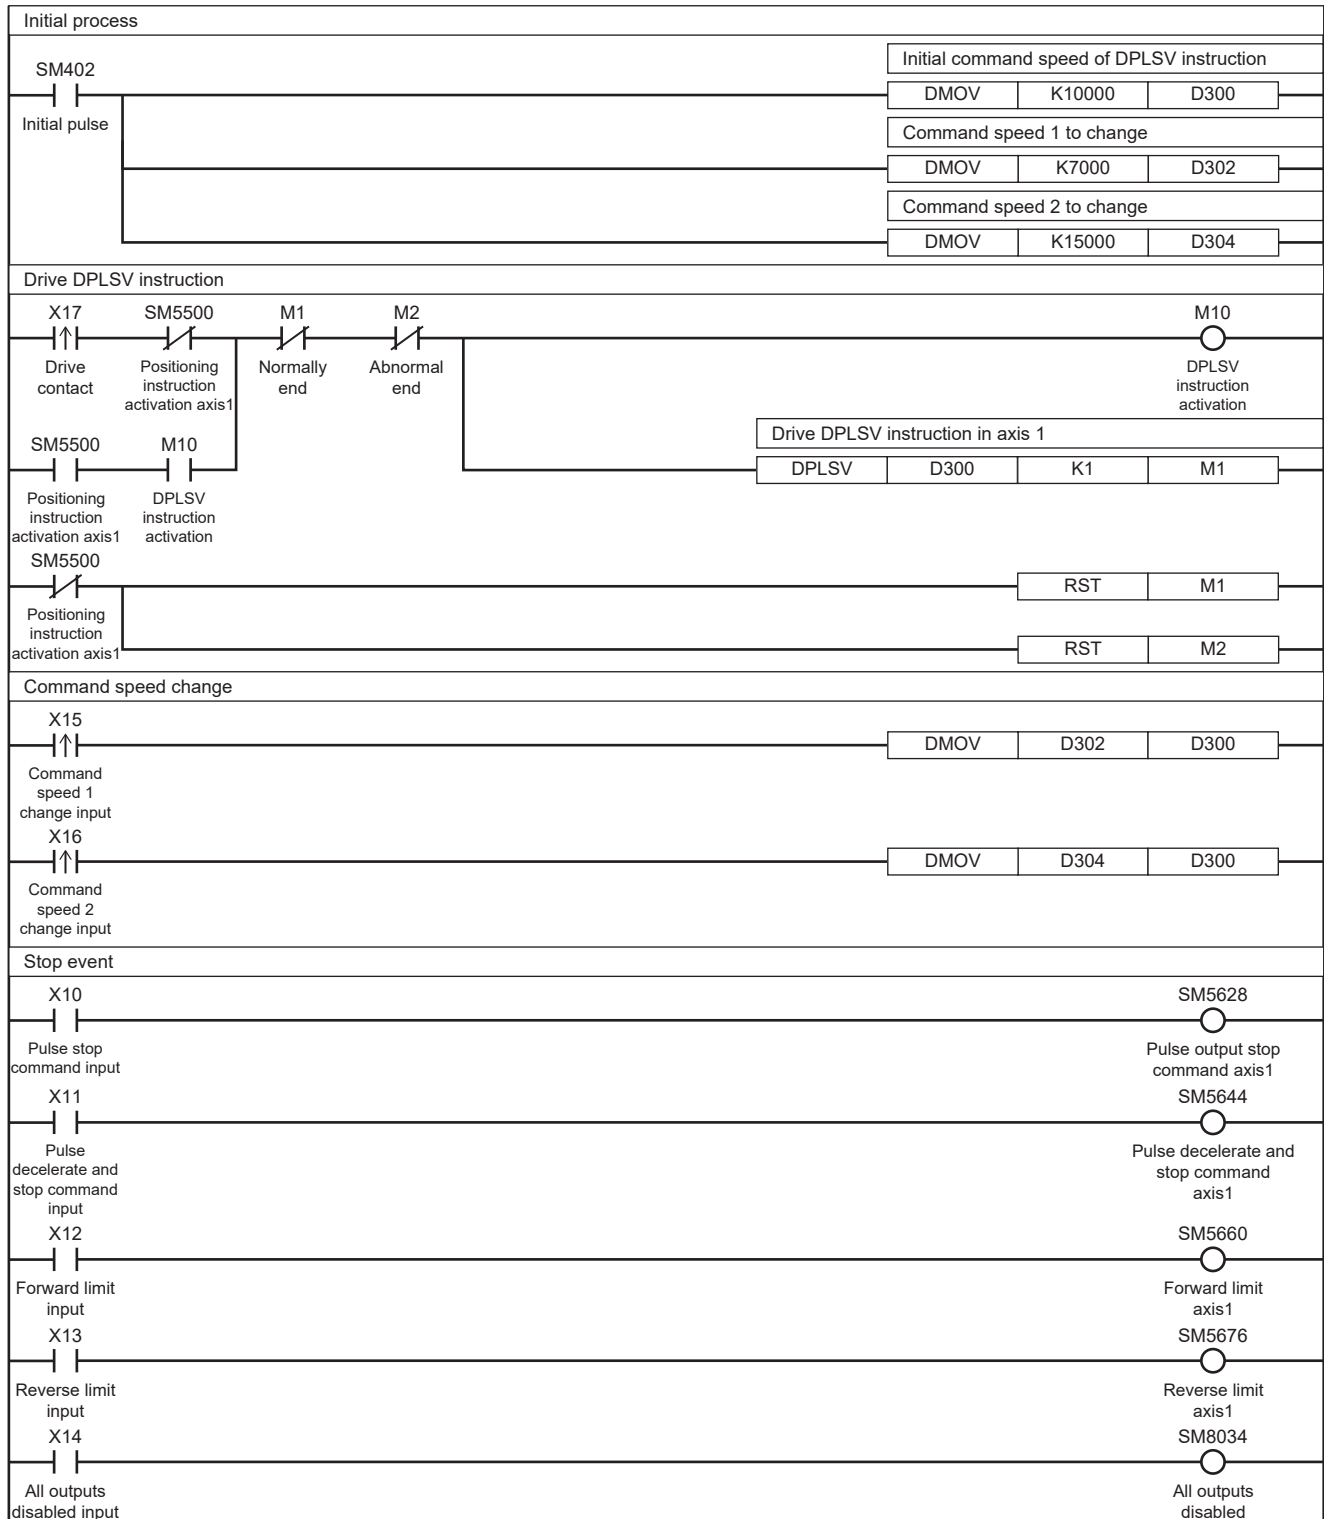 Initial process
Initial command speed of DPLSV instruction
SM402
DMOV K10000 D300
Initial pulse
Command speed 1 to change
DMOV K7000 D302
Command speed 2 to change
DMOV K15000 D304
Drive DPLSV instruction
X17 SM5500 M1 M2 M10
Drive contact
Positioning instruction activation axis1
Normally end
Abnormal end
DPLSV instruction activation
Drive DPLSV instruction in axis 1
SM5500 M10
DPLSV D300 K1 M1
Positioning instruction activation axis1
DPLSV instruction activation
SM5500
RST M1
Positioning instruction activation axis1
RST M2
Command speed change
X15
DMOV D302 D300
Command
speed 1
change input
X16
DMOV D304 D300
Command
speed 2
change input
Stop event
X10 SM5628
Pulse stop command input
Pulse output stop command axis1
X11 SM5644
Pulse decelerate and stop command input
Pulse decelerate and stop command axis1
X12 SM5660
Forward limit input
Forward limit axis1
X13 SM5676
Reverse limit input
Reverse limit axis1
X14 SM8034
All outputs disabled input
All outputs disabled